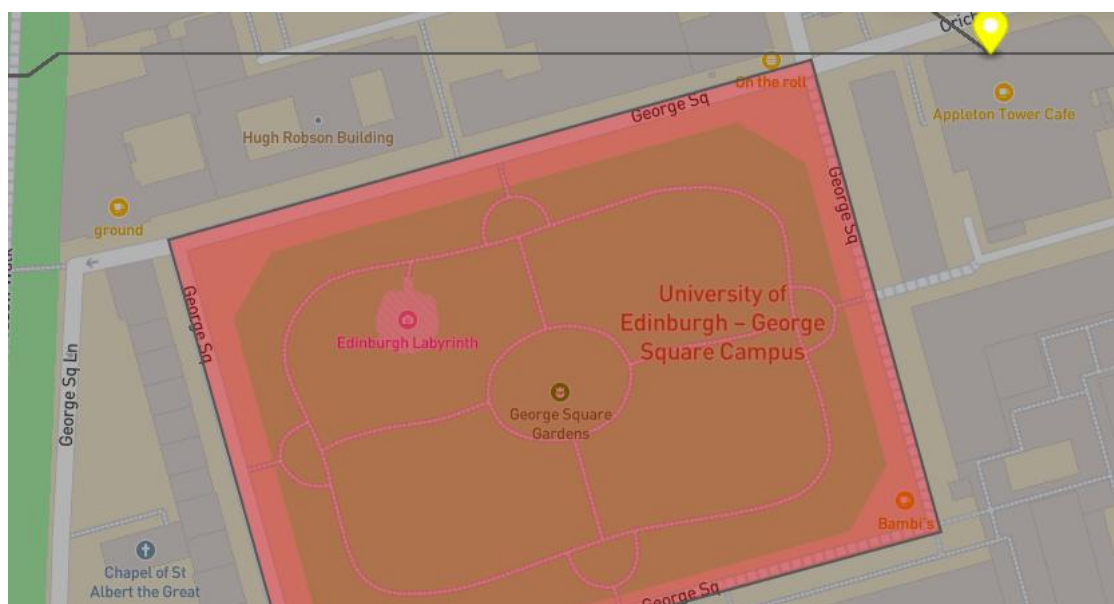 Crich
On the roll
George Sq
Appleton Tower Cafe
Hugh Robson Building
George Sq
ground
University of
Edinburgh – George
Square Campus
George Sq
Edinburgh Labyrinth
George Sq Ln
George Square
Gardens
Bambi's
Chapel of St
Albert the Great
George Sq